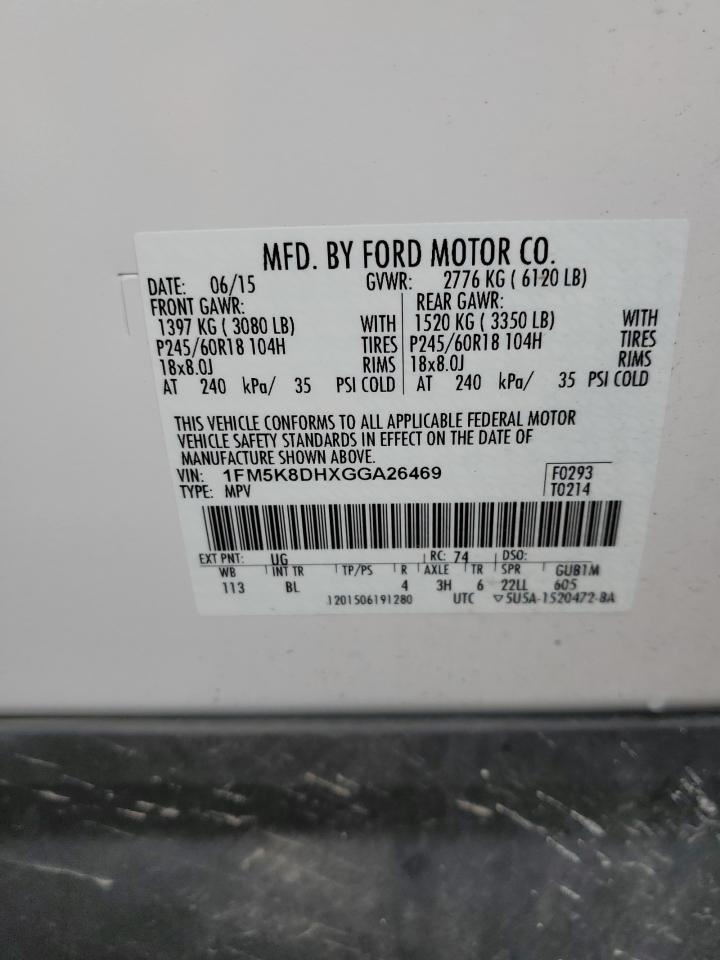 MFD. BY FORD MOTOR CO.
DATE: 06/15 GVWR: 2776 KG ( 6120 LB)
FRONT GAWR: REAR GAWR:
1397 KG ( 3080 LB) WITH 1520 KG ( 3350 LB) WITH
P245/60R18 104H TIRES P245/60R18 104H TIRES
18x8.0J RIMS 18x8.0J RIMS
AT 240 kPa/ 35 PSI COLD AT 240 kPa/ 35 PSI COLD
THIS VEHICLE CONFORMS TO ALL APPLICABLE FEDERAL MOTOR
VEHICLE SAFETY STANDARDS IN EFFECT ON THE DATE OF
MANUFACTURE SHOWN ABOVE.
VIN: 1FM5K8DHXGGA26469 F0293
TYPE: MPV T0214
EXT PNT: UG RC: 74 DSO:
WB INT TR TP/PS R AXLE TR SPR GUB1M
113 BL 4 3H 6 22LL 605
1201506191280 UTC ▽5U5A-1520472-BA